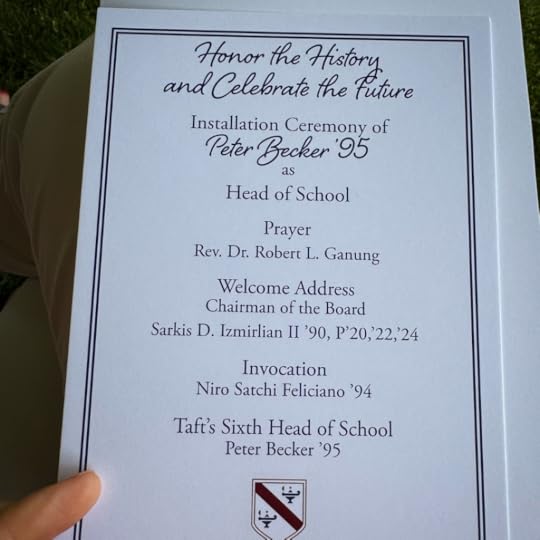 Honor the History
and Celebrate the Future
Installation Ceremony of
Peter Becker '95
as
Head of School
Prayer
Rev. Dr. Robert L. Ganung
Welcome Address
Chairman of the Board
Sarkis D. Izmirlian II '90, P'20,'22,'24
Invocation
Niro Satchi Feliciano '94
Taft's Sixth Head of School
Peter Becker '95